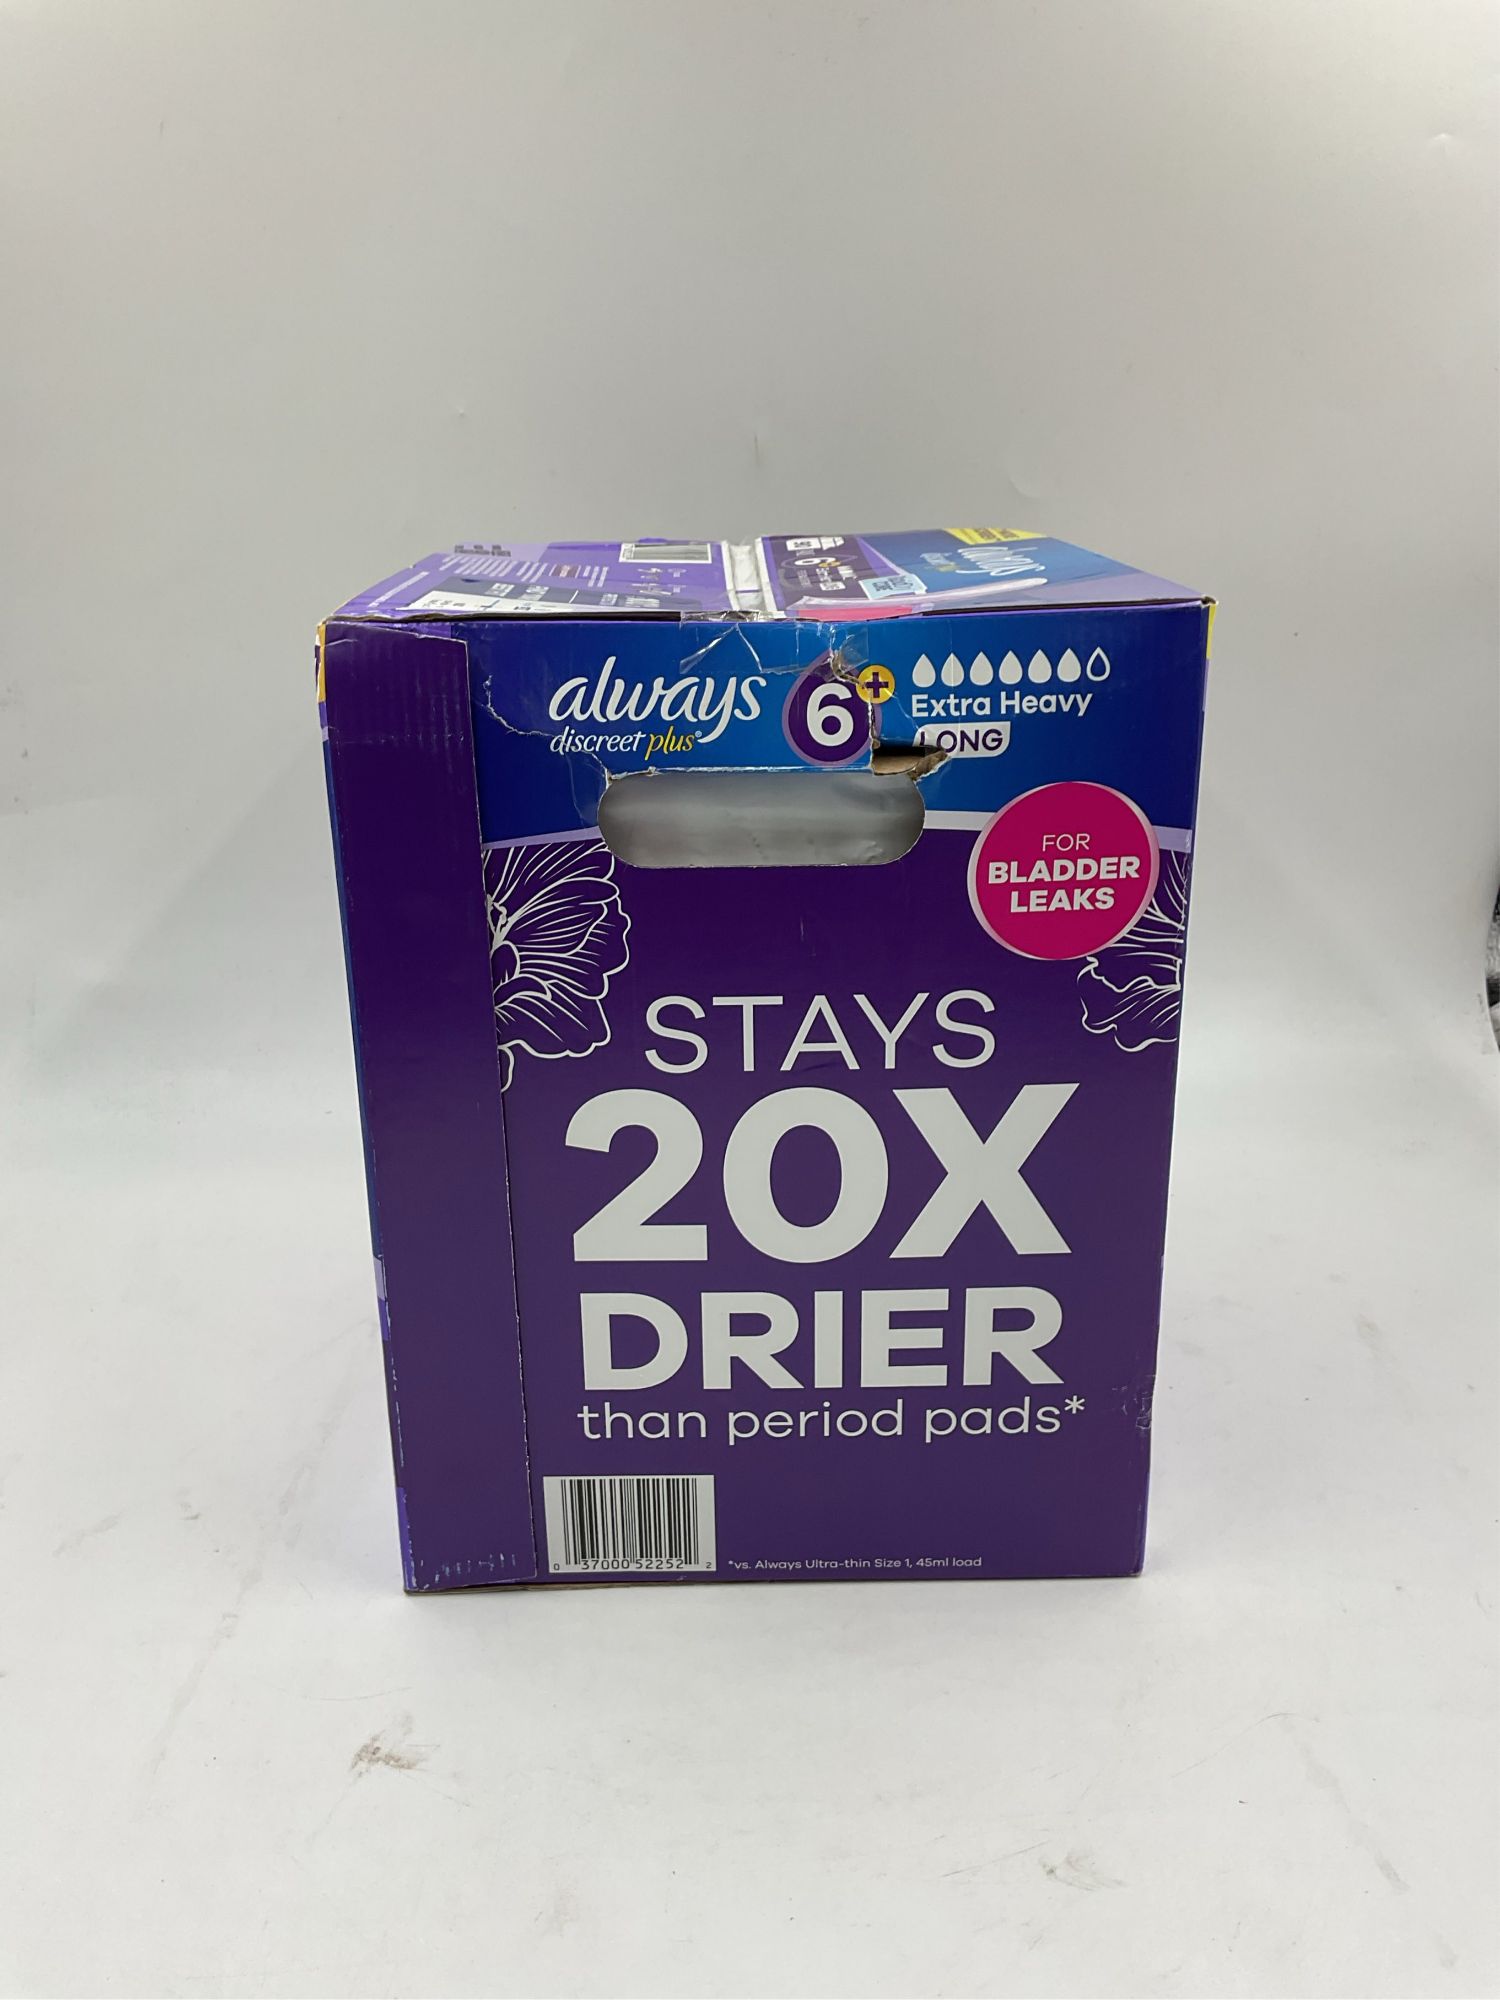 always
always
discreet plus®
6+
Extra Heavy
LONG
FOR
BLADDER
LEAKS
STAYS
20X
DRIER
than period pads*
0 37000 52252 2
*vs. Always Ultra-thin Size 1, 45ml load